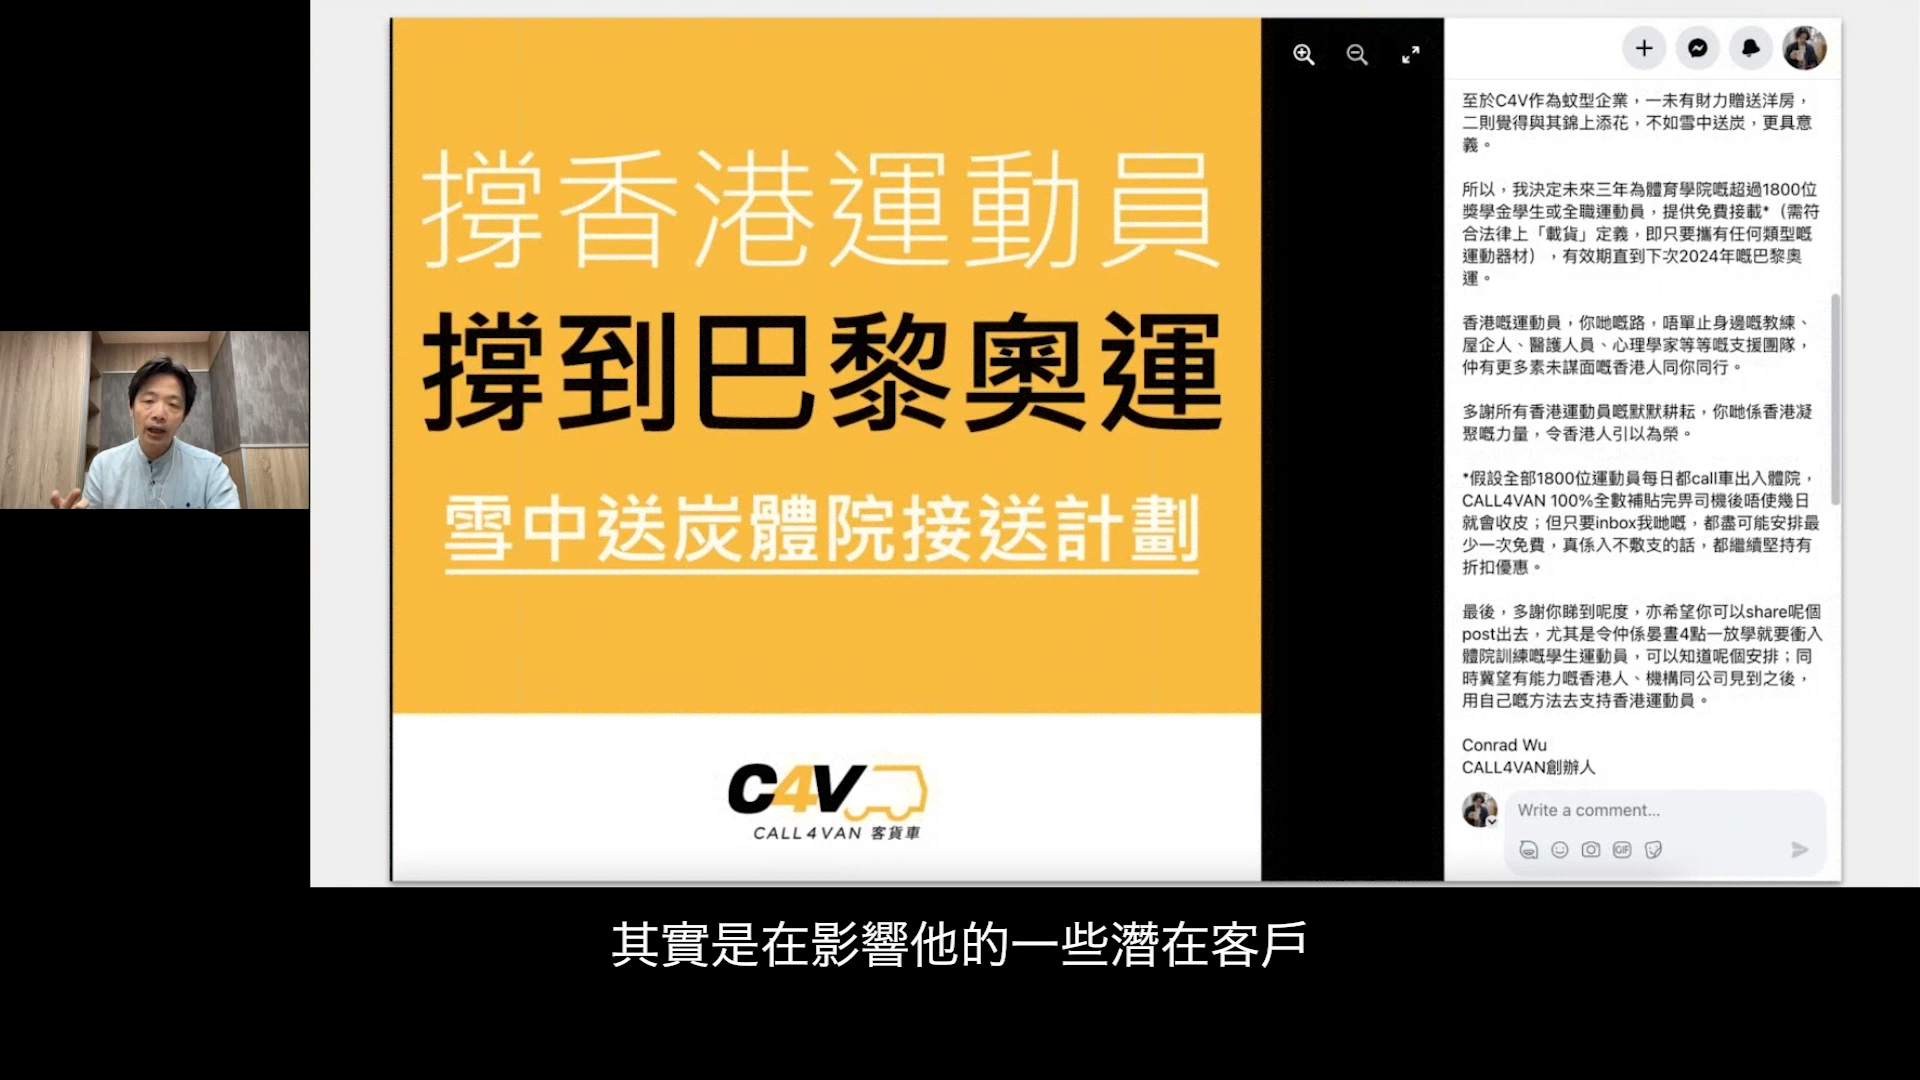 撐香港運動員
撐到巴黎奧運
雪中送炭體院接送計劃
C4V
CALL4VAN 客貨車
至於C4V作為蚊型企業，一未有財力贈送洋房，
二則覺得與其錦上添花，不如雪中送炭，更具意
義。
所以，我決定未來三年為體育學院嘅超過1800位
獎學金學生或全職運動員，提供免費接載*（需符
合法律上「載貨」定義，即只要攜有任何類型嘅
運動器材），有效期直到下次2024年嘅巴黎奧
運。
香港嘅運動員，你哋嘅路，唔單止身邊嘅教練、
屋企人、醫護人員、心理學家等等嘅支援團隊，
仲有更多素未謀面嘅香港人同你同行。
多謝所有香港運動員嘅默默耕耘，你哋係香港凝
聚嘅力量，令香港人引以為榮。
*假設全部1800位運動員每日都call車出入體院，
CALL4VAN 100%全數補貼完畀司機後唔使幾日
就會收皮；但只要inbox我哋嘅，都盡可能安排最
少一次免費，真係入不敷支的話，都繼續堅持有
折扣優惠。
最後，多謝你睇到呢度，亦希望你可以share呢個
post出去，尤其是令仲係晏晝4點一放學就要衝入
體院訓練嘅學生運動員，可以知道呢個安排；同
時冀望有能力嘅香港人、機構同公司見到之後，
用自己嘅方法去支持香港運動員。
Conrad Wu
CALL4VAN創辦人
Write a comment...
GIF
其實是在影響他的一些潛在客戶